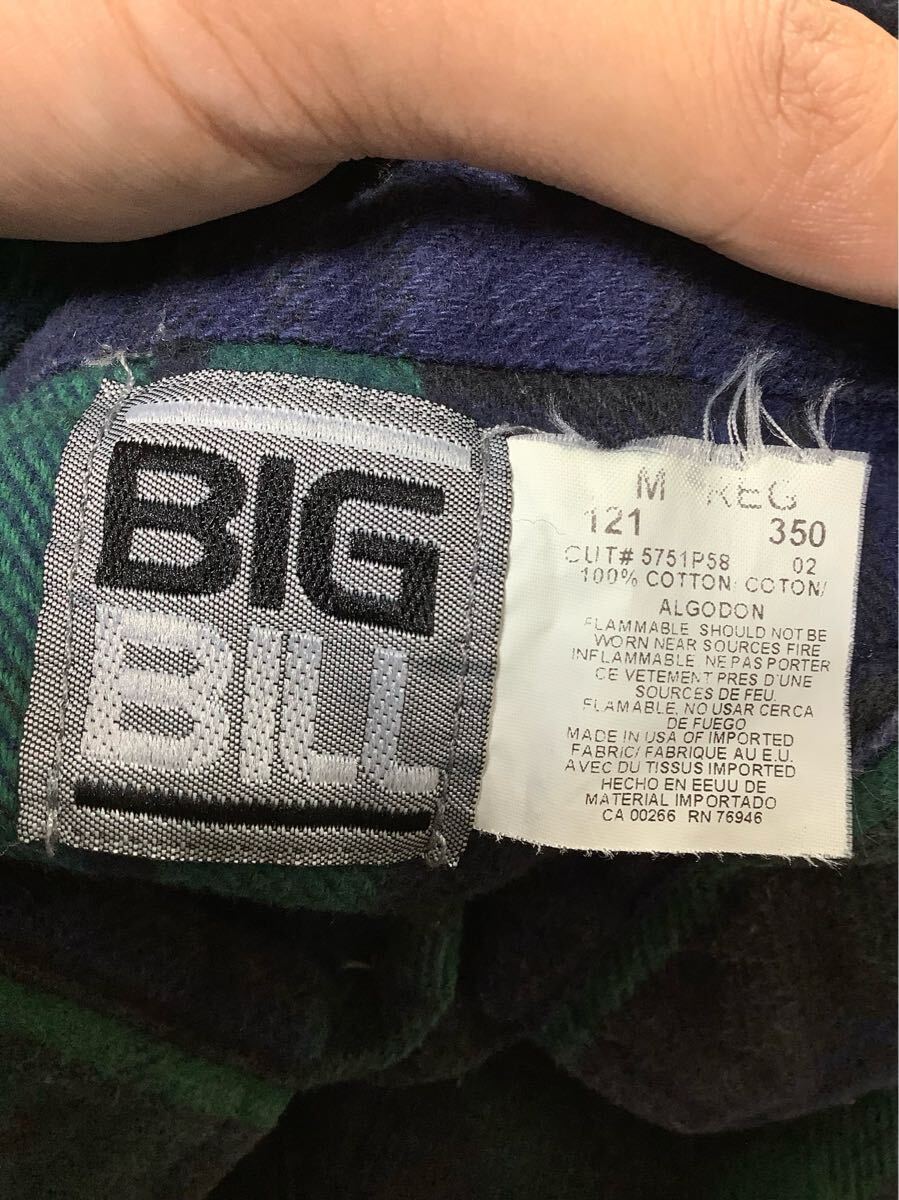 BIG
BILL
M REG
121 350
CUT# 5751P58 02
100% COTTON/ COTON/
ALGODON
FLAMMABLE. SHOULD NOT BE
WORN NEAR SOURCES FIRE
INFLAMMABLE. NE PAS PORTER
CE VETEMENT PRES D'UNE
SOURCES DE FEU.
FLAMABLE, NO USAR CERCA
DE FUEGO
MADE IN USA OF IMPORTED
FABRIC/ FABRIQUE AU E.U.
AVEC DU TISSUS IMPORTED
HECHO EN EEUU DE
MATERIAL IMPORTADO
CA 00266 RN 76946